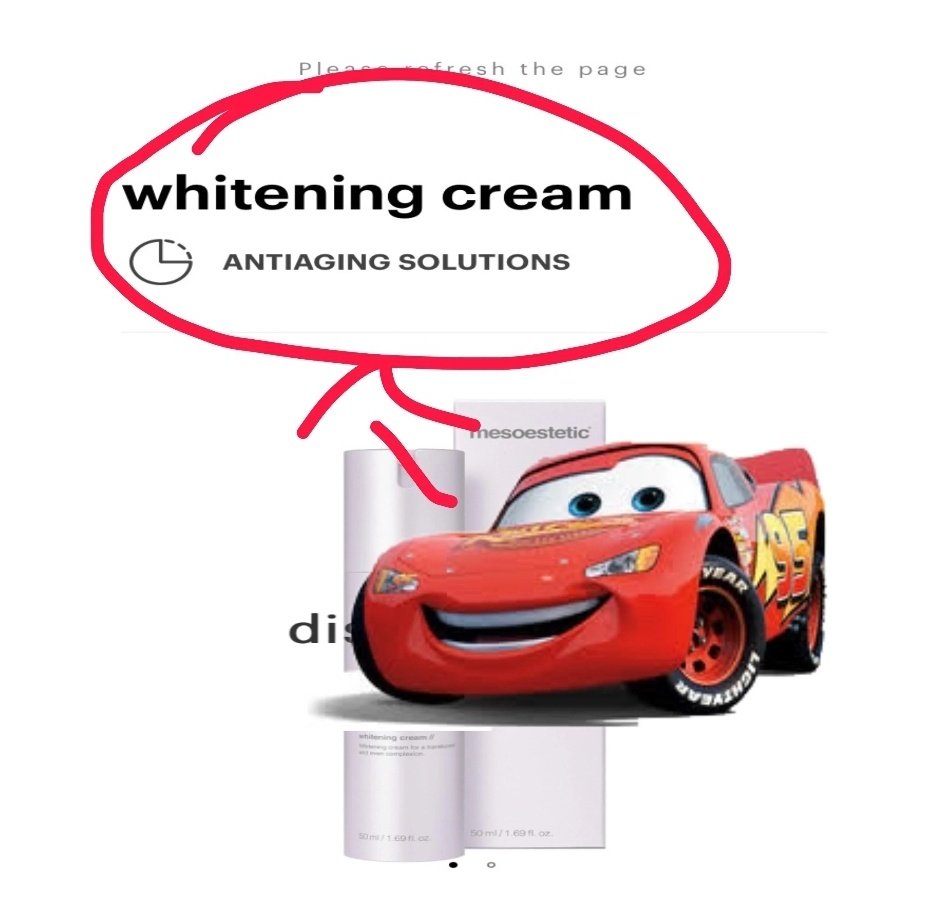 Please refresh the page
whitening cream
ANTIAGING SOLUTIONS
mesoestetic
95
YEAR
LIGHTYEAR
dis
whitening cream //
whitening cream for a translucent
and even complexion.
50 ml / 1.69 fl. oz.
50 ml / 1.69 fl. oz.